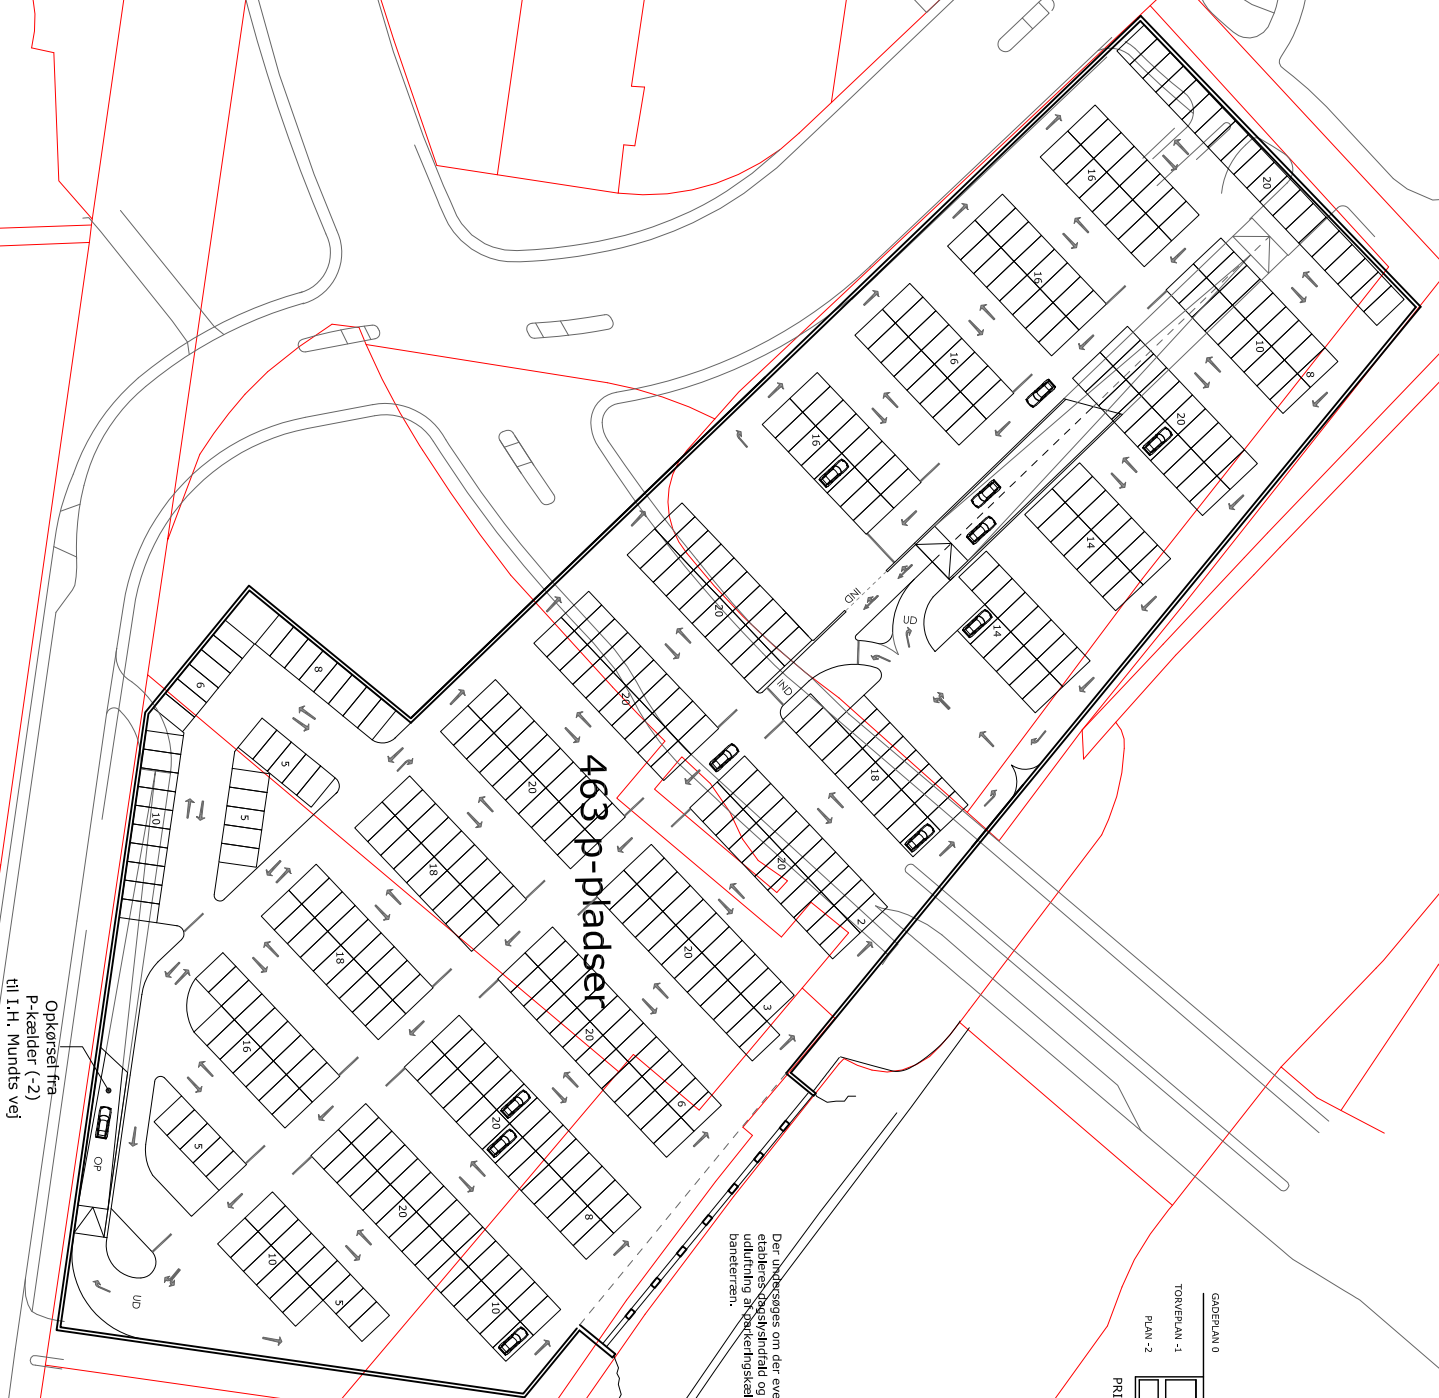 20
16
16
10
8
16
20
16
14
14
IND
UD
20
IND
20
8
6
18
5
20
463 p-pladser
5
10
20
18
2
18
20
3
16
20
Opkørsel fra
P-kælder (-2)
til I.H. Mundts vej
6
20
5
OP
20
8
10
10
5
UD
Der undersøges om der eve
etableres dagslysindfald og
udluftning af parkeringskæl
baneterræn.
GADEPLAN 0
TORVEPLAN -1
PLAN -2
PRI